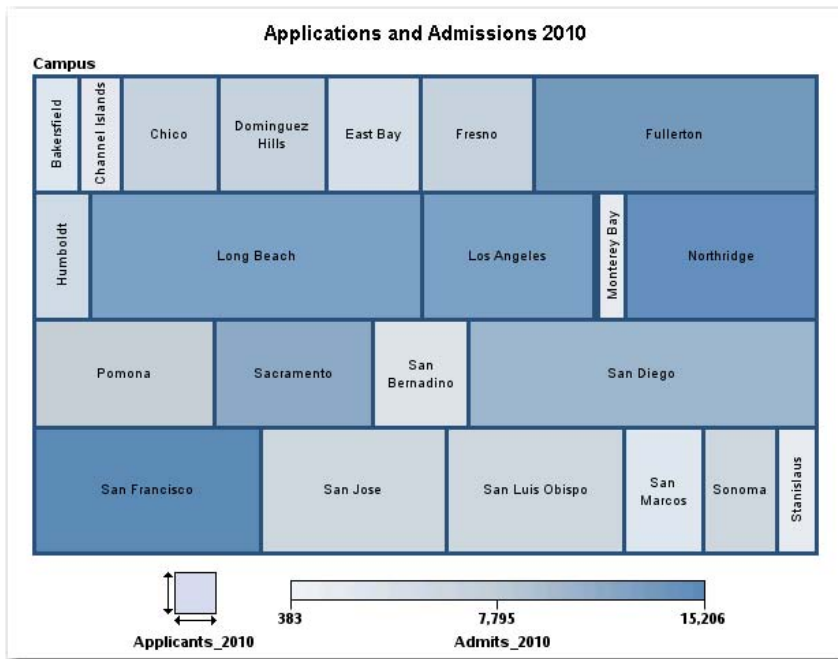 Applications and Admissions 2010
Campus
Bakersfield
Channel Islands
Chico
Dominguez
Hills
East Bay
Fresno
Fullerton
Humboldt
Long Beach
Los Angeles
Monterey Bay
Northridge
Pomona
Sacramento
San
Bernadino
San Diego
San Francisco
San Jose
San Luis Obispo
San
Marcos
Sonoma
Stanislaus
383
7,795
15,206
Applicants_2010
Admits_2010